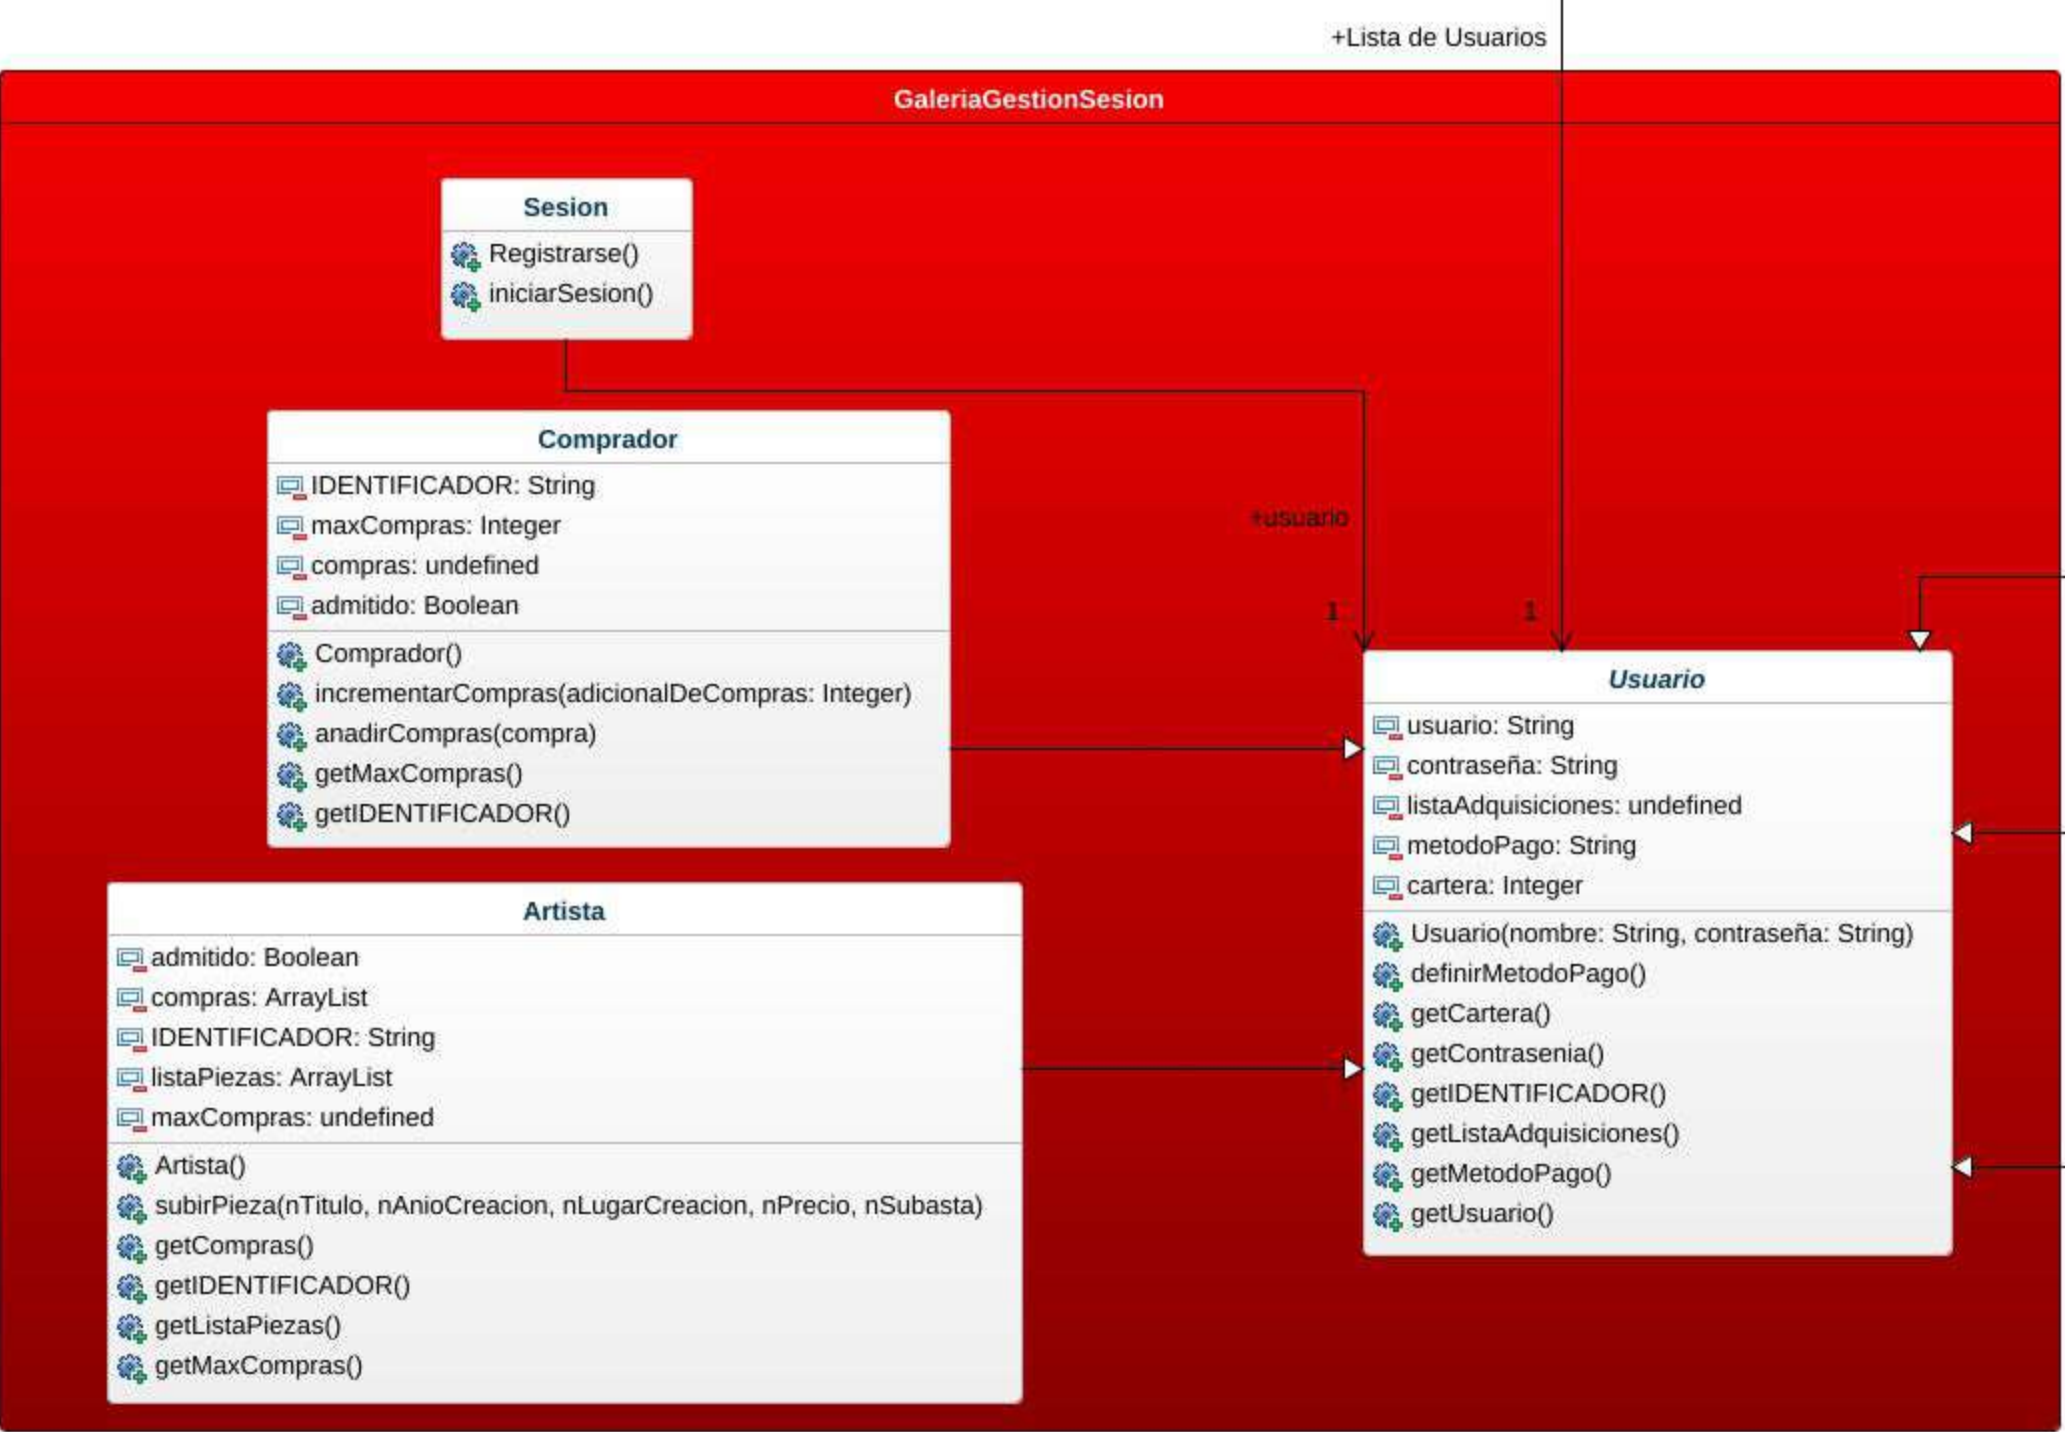 +Lista de Usuarios
GaleriaGestionSesion
Sesion
Registrarse()
iniciarSesion()
Comprador
IDENTIFICADOR: String
maxCompras: Integer
compras: undefined
admitido: Boolean
Comprador()
incrementarCompras(adicionalDeCompras: Integer)
anadirCompras(compra)
getMaxCompras()
getIDENTIFICADOR()
+usuario
1
1
Artista
admitido: Boolean
compras: ArrayList
IDENTIFICADOR: String
listaPiezas: ArrayList
maxCompras: undefined
Artista()
subirPieza(nTitulo, nAnioCreacion, nLugarCreacion, nPrecio, nSubasta)
getCompras()
getIDENTIFICADOR()
getListaPiezas()
getMaxCompras()
Usuario
usuario: String
contraseña: String
listaAdquisiciones: undefined
metodoPago: String
cartera: Integer
Usuario(nombre: String, contraseña: String)
definirMetodoPago()
getCartera()
getContrasenia()
getIDENTIFICADOR()
getListaAdquisiciones()
getMetodoPago()
getUsuario()